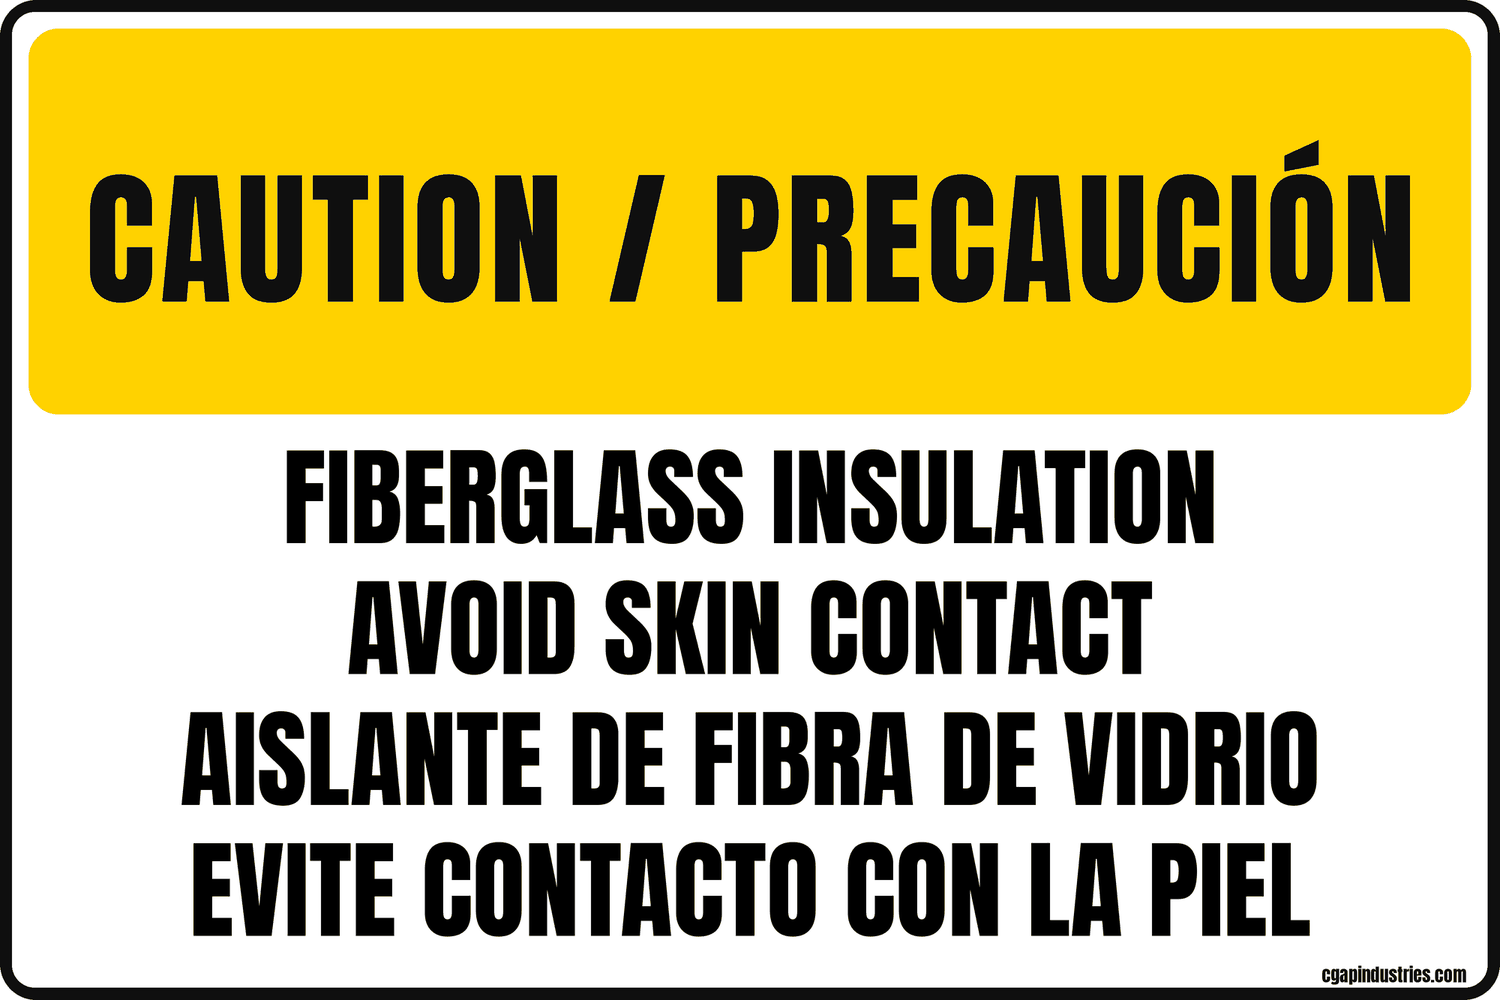 CAUTION / PRECAUCIÓN
FIBERGLASS INSULATION
AVOID SKIN CONTACT
AISLANTE DE FIBRA DE VIDRIO
EVITE CONTACTO CON LA PIEL
cgapindustries.com